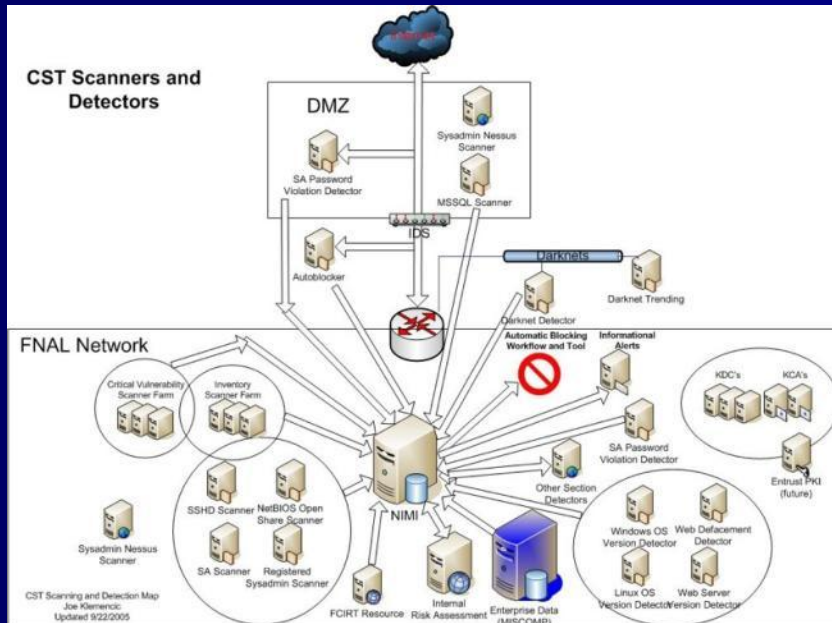 Internet
CST Scanners and
Detectors
DMZ
Sysadmin Nessus
Scanner
SA Password
Violation Detector
MSSQL Scanner
IDS
Autoblocker
Darknets
Darknet Detector
Darknet Trending
FNAL Network
Automatic Blocking
Workflow and Tool
Informational
Alerts
Critical Vulnerability
Scanner Farm
Inventory
Scanner Farm
KDC's
KCA's
SA Password
Violation Detector
Entrust PKI
(future)
SSHD Scanner
NetBIOS Open
Share Scanner
NIMI
Other Section
Detectors
Sysadmin Nessus
Scanner
SA Scanner
Registered
Sysadmin Scanner
Windows OS
Version Detector
Web Defacement
Detector
Linux OS
Version Detector
Web Server
Version Detector
FCIRT Resource
Internal
Risk Assessment
Enterprise Data
(MISCOMP)
CST Scanning and Detection Map
Joe Klemencic
Updated 9/22/2005